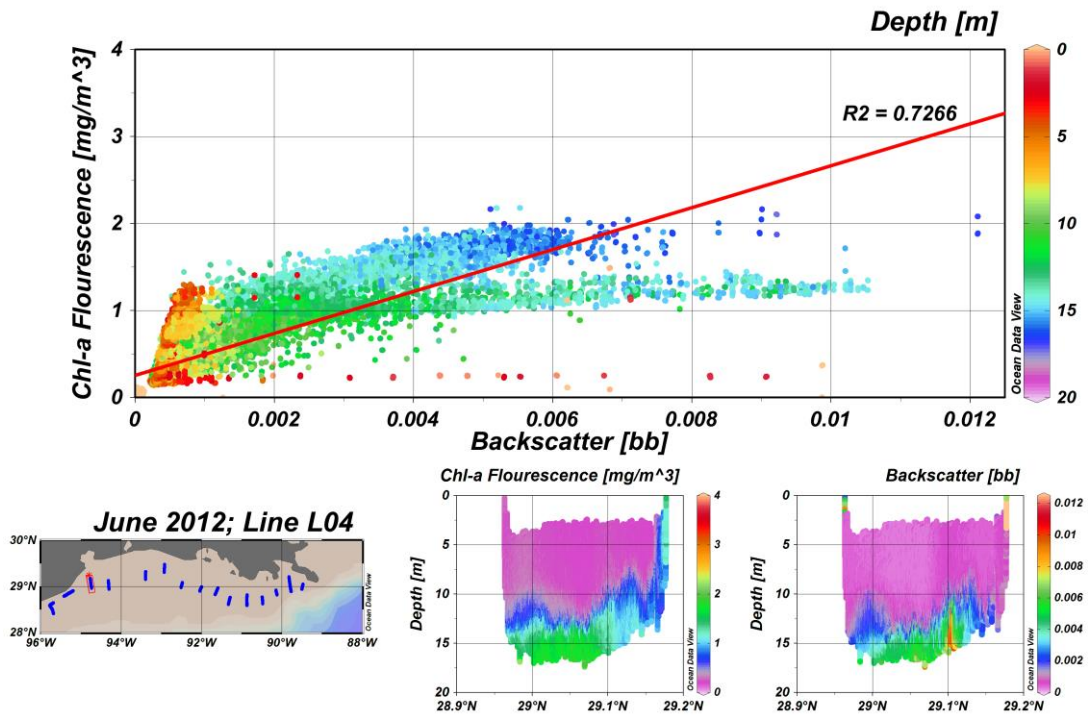 Depth [m]
Chl-a Flourescence [mg/m^3]
4
3
2
1
0
R2 = 0.7266
0
5
10
15
20
Ocean Data View
0
0.002
0.004
0.006
0.008
0.01
0.012
Backscatter [bb]
June 2012; Line L04
30°N
29°N
28°N
96°W
94°W
92°W
90°W
88°W
Ocean Data View
Chl-a Flourescence [mg/m^3]
Depth [m]
0
5
10
15
20
28.9°N
29°N
29.1°N
29.2°N
4
3
2
1
0
Ocean Data View
Backscatter [bb]
Depth [m]
0
5
10
15
20
28.9°N
29°N
29.1°N
29.2°N
0.012
0.01
0.008
0.006
0.004
0.002
0
Ocean Data View